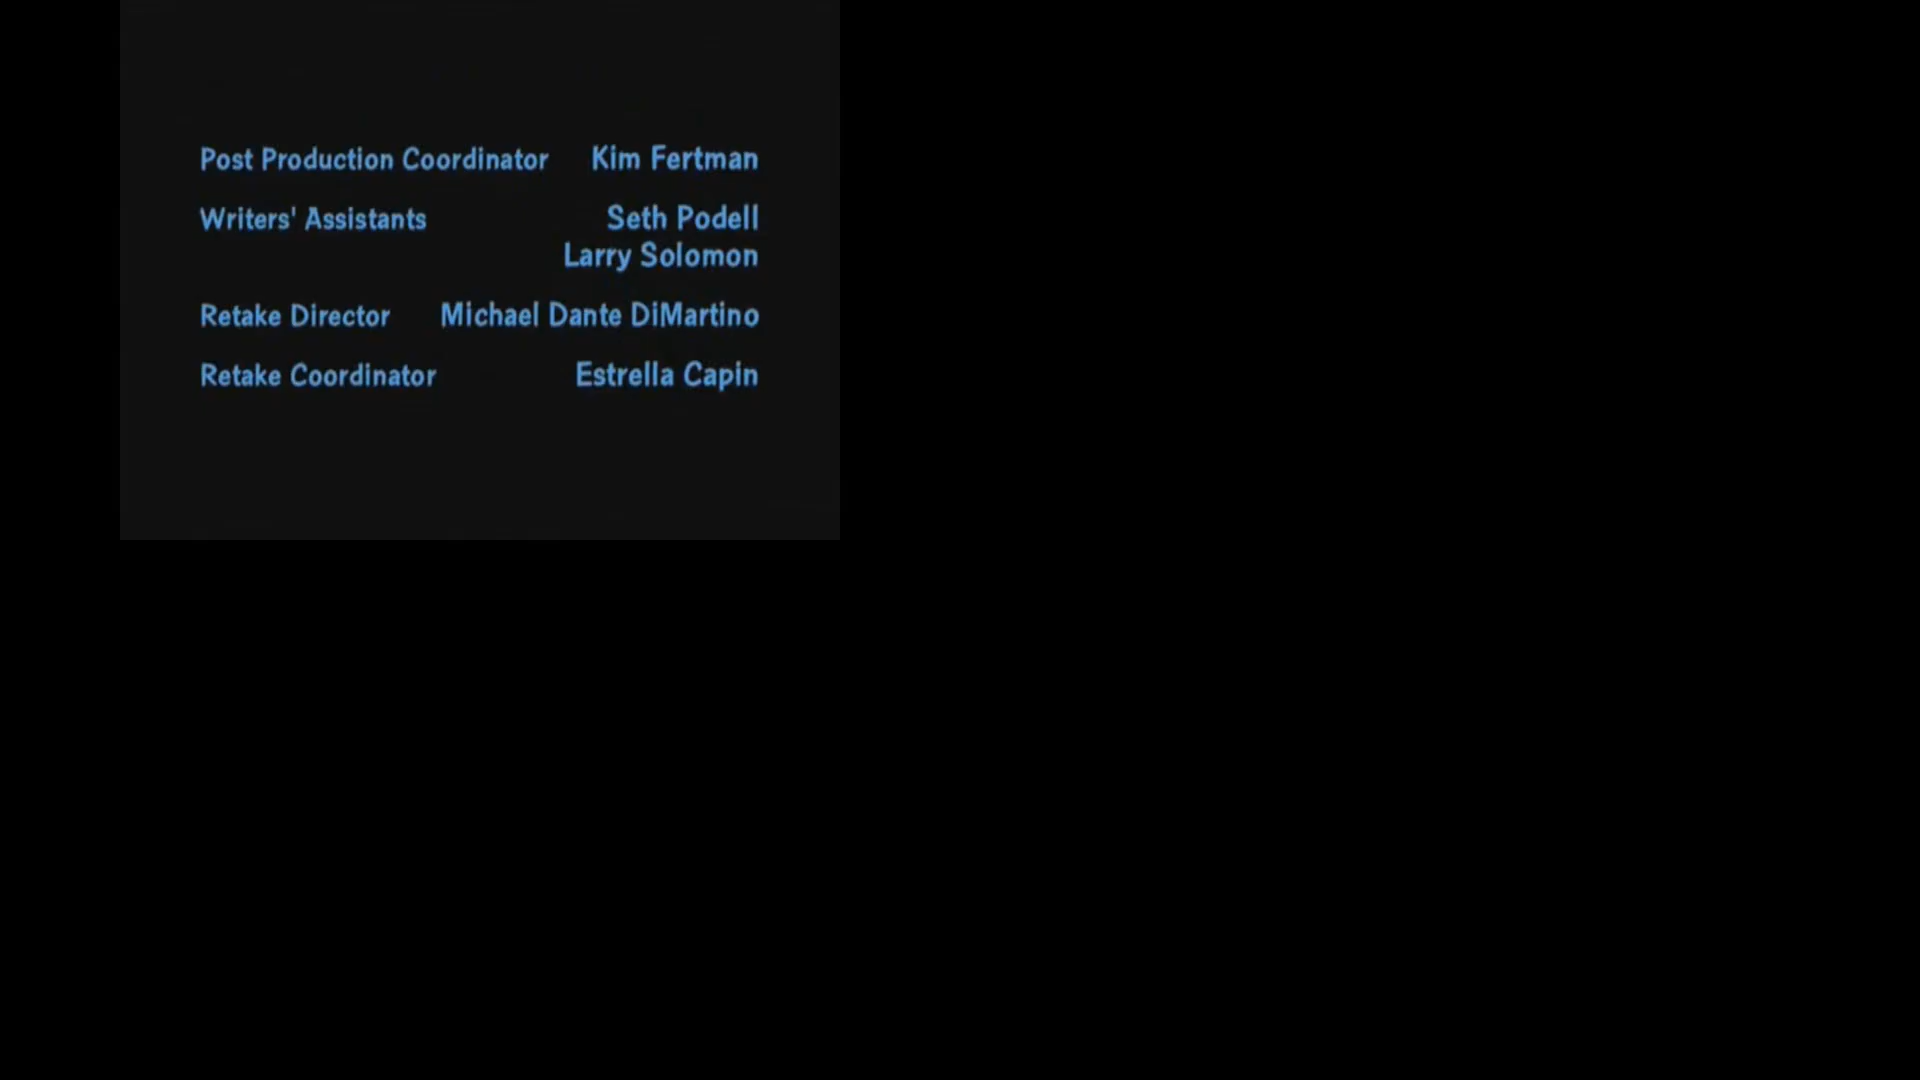 Post Production Coordinator Kim Fertman
Writers' Assistants Seth Podell
Larry Solomon
Retake Director Michael Dante DiMartino
Retake Coordinator Estrella Capin